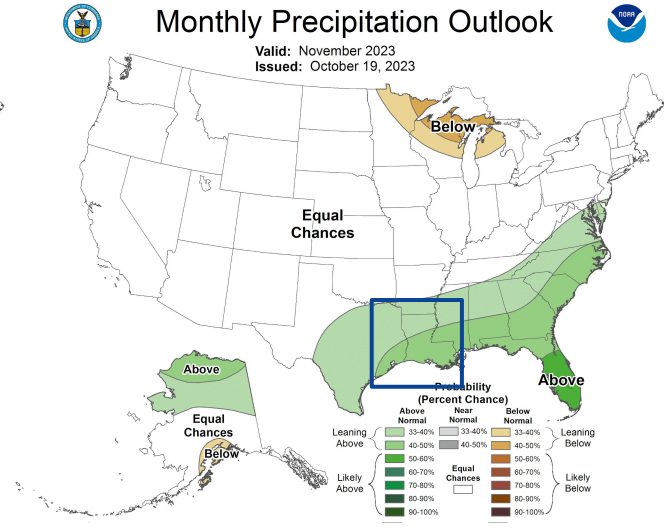 Monthly Precipitation Outlook
NOAA
Valid: November 2023
Issued: October 19, 2023
Below
Equal
Chances
Above
Above
Equal
Chances
Below
Probability
(Percent Chance)
Above
Normal
Near
Normal
Below
Normal
Leaning
Above
33-40%
33-40%
33-40%
Leaning
Below
40-50%
40-50%
40-50%
50-60%
50-60%
Likely
Above
60-70%
Equal
Chances
60-70%
Likely
Below
70-80%
70-80%
80-90%
80-90%
90-100%
90-100%